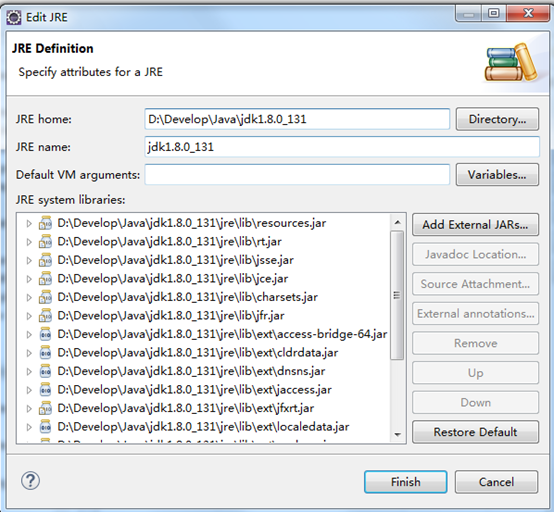 Edit JRE
JRE Definition
Specify attributes for a JRE
JRE home: D:\Develop\Java\jdk1.8.0_131 Directory...
JRE name: jdk1.8.0_131
Default VM arguments: Variables...
JRE system libraries:
D:\Develop\Java\jdk1.8.0_131\jre\lib\resources.jar
D:\Develop\Java\jdk1.8.0_131\jre\lib\rt.jar
D:\Develop\Java\jdk1.8.0_131\jre\lib\jsse.jar
D:\Develop\Java\jdk1.8.0_131\jre\lib\jce.jar
D:\Develop\Java\jdk1.8.0_131\jre\lib\charsets.jar
D:\Develop\Java\jdk1.8.0_131\jre\lib\jfr.jar
D:\Develop\Java\jdk1.8.0_131\jre\lib\ext\access-bridge-64.jar
D:\Develop\Java\jdk1.8.0_131\jre\lib\ext\cldrdata.jar
D:\Develop\Java\jdk1.8.0_131\jre\lib\ext\dnsns.jar
D:\Develop\Java\jdk1.8.0_131\jre\lib\ext\jaccess.jar
D:\Develop\Java\jdk1.8.0_131\jre\lib\ext\jfxrt.jar
D:\Develop\Java\jdk1.8.0_131\jre\lib\ext\localedata.jar
Add External JARs...
Javadoc Location...
Source Attachment...
External annotations...
Remove
Up
Down
Restore Default
Finish Cancel